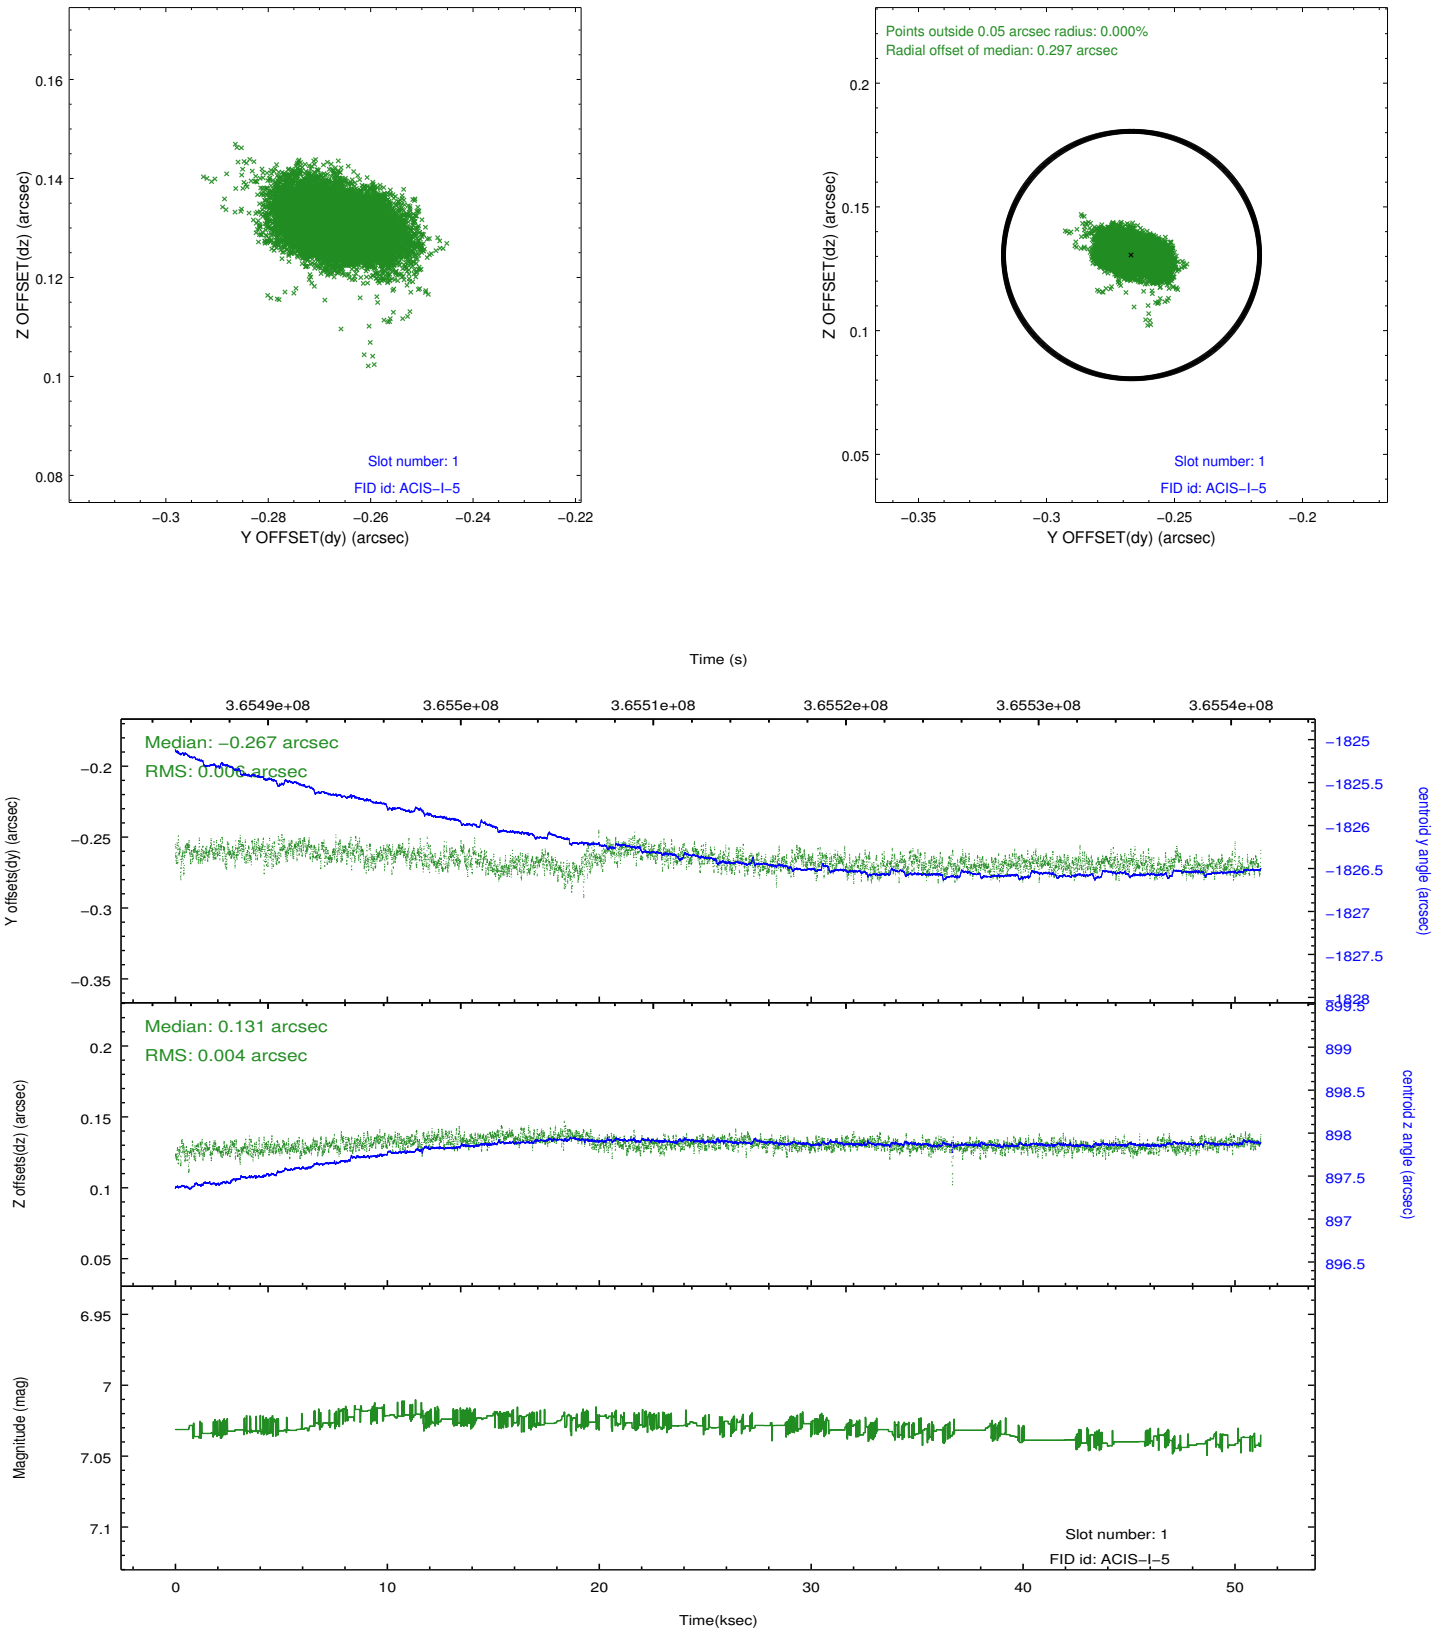 0.16
0.14
0.12
0.1
0.08
Z OFFSET(dz) (arcsec)
Slot number: 1
FID id: ACIS−I−5
−0.3
−0.28
−0.26
−0.24
−0.22
Y OFFSET(dy) (arcsec)
Points outside 0.05 arcsec radius: 0.000%
Radial offset of median: 0.297 arcsec
0.2
0.15
0.1
0.05
Z OFFSET(dz) (arcsec)
Slot number: 1
FID id: ACIS−I−5
−0.35
−0.3
−0.25
−0.2
Y OFFSET(dy) (arcsec)
Time (s)
3.6549e+08
3.655e+08
3.6551e+08
3.6552e+08
3.6553e+08
3.6554e+08
Median: −0.267 arcsec
RMS: 0.006 arcsec
−0.2
−0.25
−0.3
−0.35
Y offsets(dy) (arcsec)
−1825
−1825.5
−1826
−1826.5
−1827
−1827.5
−1828
centroid y angle (arcsec)
Median: 0.131 arcsec
RMS: 0.004 arcsec
0.2
0.15
0.1
0.05
Z offsets(dz) (arcsec)
899.5
899
898.5
898
897.5
897
896.5
centroid z angle (arcsec)
6.95
7
7.05
7.1
Magnitude (mag)
Slot number: 1
FID id: ACIS−I−5
0
10
20
30
40
50
Time(ksec)